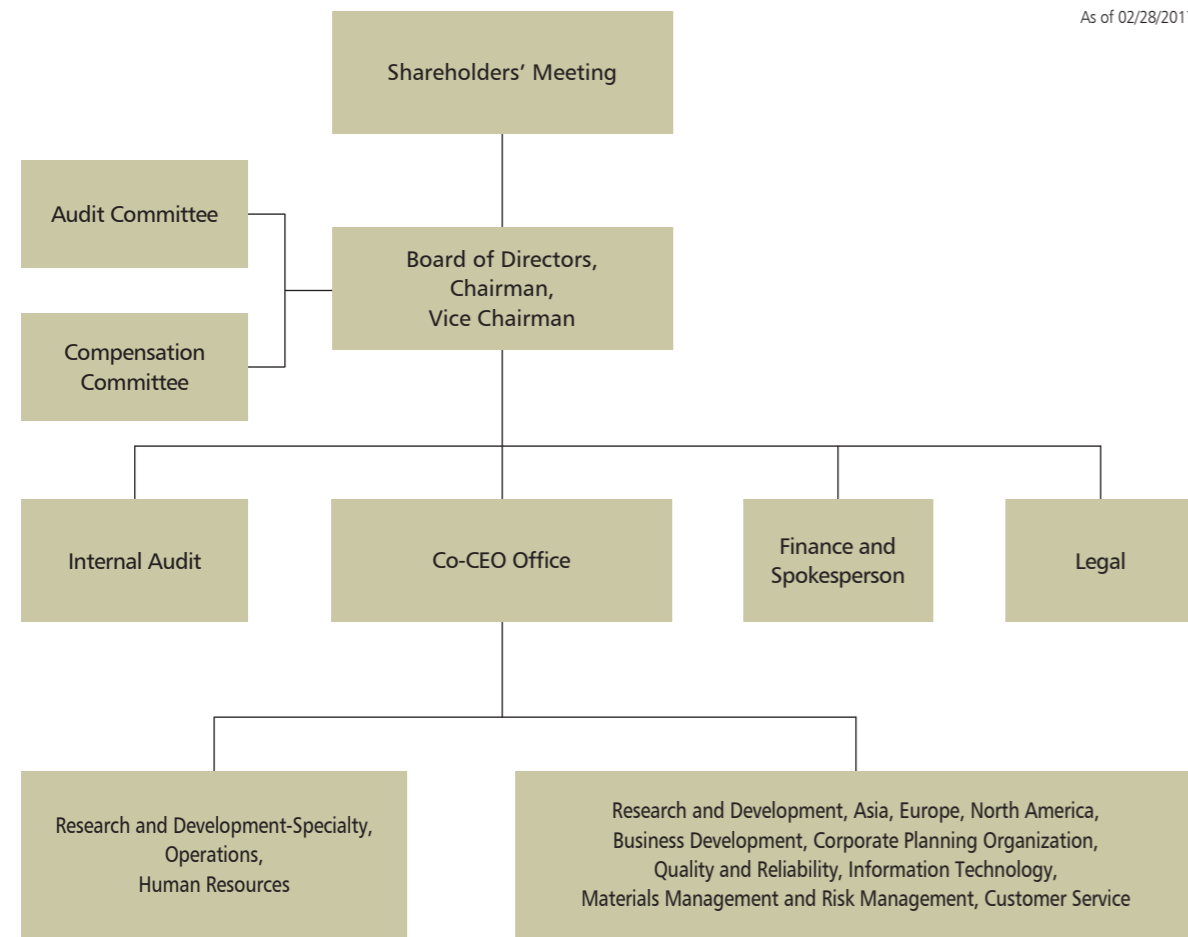 As of 02/28/2017
Shareholders’ Meeting
Audit Committee
Board of Directors,
Chairman,
Vice Chairman
Compensation
Committee
Internal Audit
Co-CEO Office
Finance and
Spokesperson
Legal
Research and Development-Specialty,
Operations,
Human Resources
Research and Development, Asia, Europe, North America,
Business Development, Corporate Planning Organization,
Quality and Reliability, Information Technology,
Materials Management and Risk Management, Customer Service